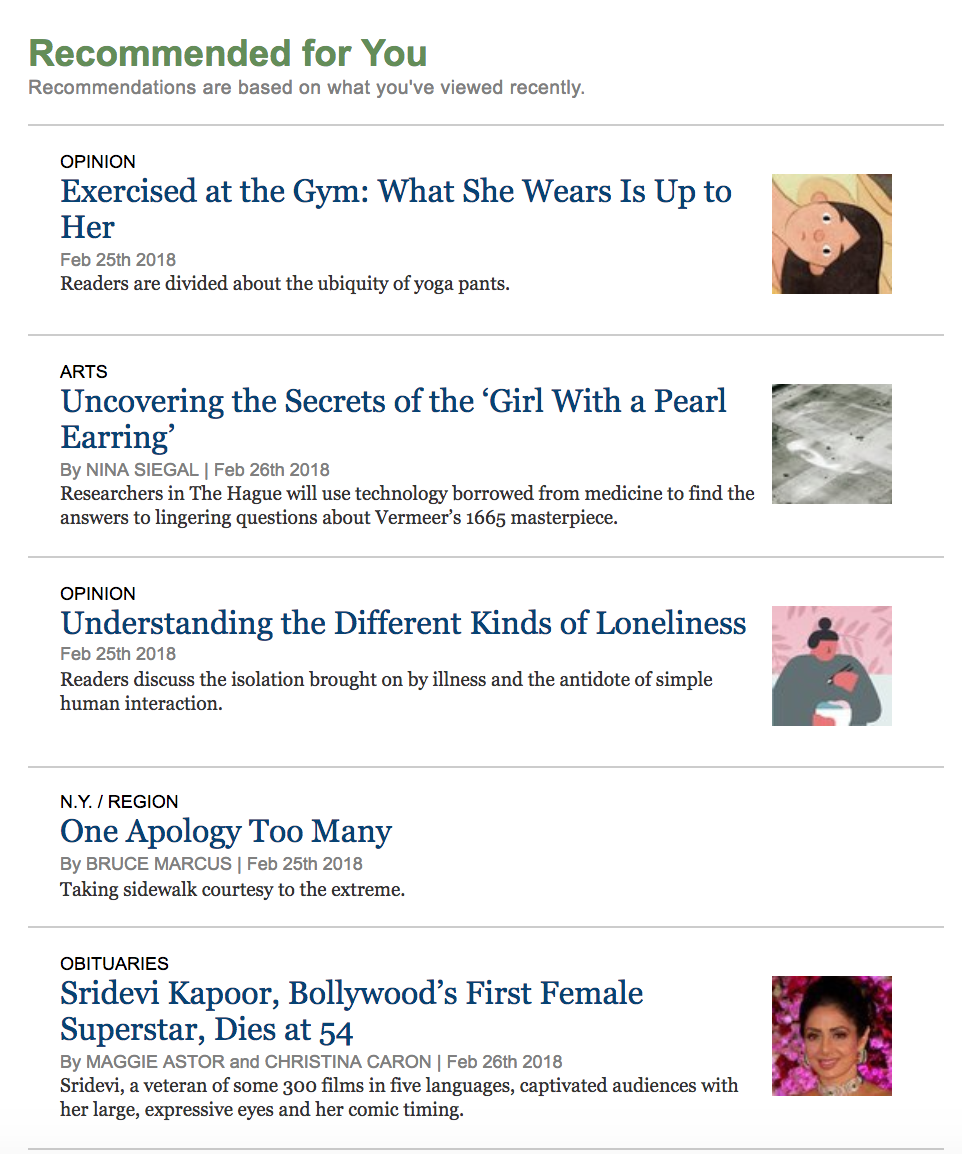 Recommended for You
Recommendations are based on what you've viewed recently.
OPINION
Exercised at the Gym: What She Wears Is Up to
Her
Feb 25th 2018
Readers are divided about the ubiquity of yoga pants.
ARTS
Uncovering the Secrets of the ‘Girl With a Pearl
Earring’
By NINA SIEGAL | Feb 26th 2018
Researchers in The Hague will use technology borrowed from medicine to find the
answers to lingering questions about Vermeer’s 1665 masterpiece.
OPINION
Understanding the Different Kinds of Loneliness
Feb 25th 2018
Readers discuss the isolation brought on by illness and the antidote of simple
human interaction.
N.Y. / REGION
One Apology Too Many
By BRUCE MARCUS | Feb 25th 2018
Taking sidewalk courtesy to the extreme.
OBITUARIES
Sridevi Kapoor, Bollywood’s First Female
Superstar, Dies at 54
By MAGGIE ASTOR and CHRISTINA CARON | Feb 26th 2018
Sridevi, a veteran of some 300 films in five languages, captivated audiences with
her large, expressive eyes and her comic timing.